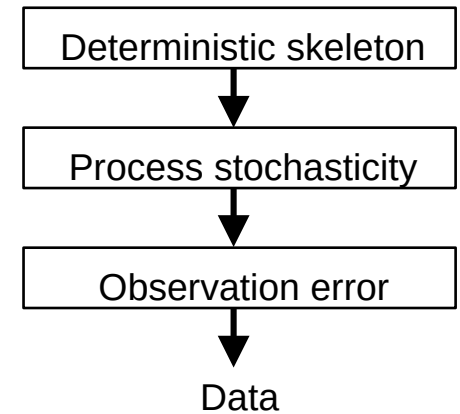 Deterministic skeleton
Process stochasticity
Observation error
Data